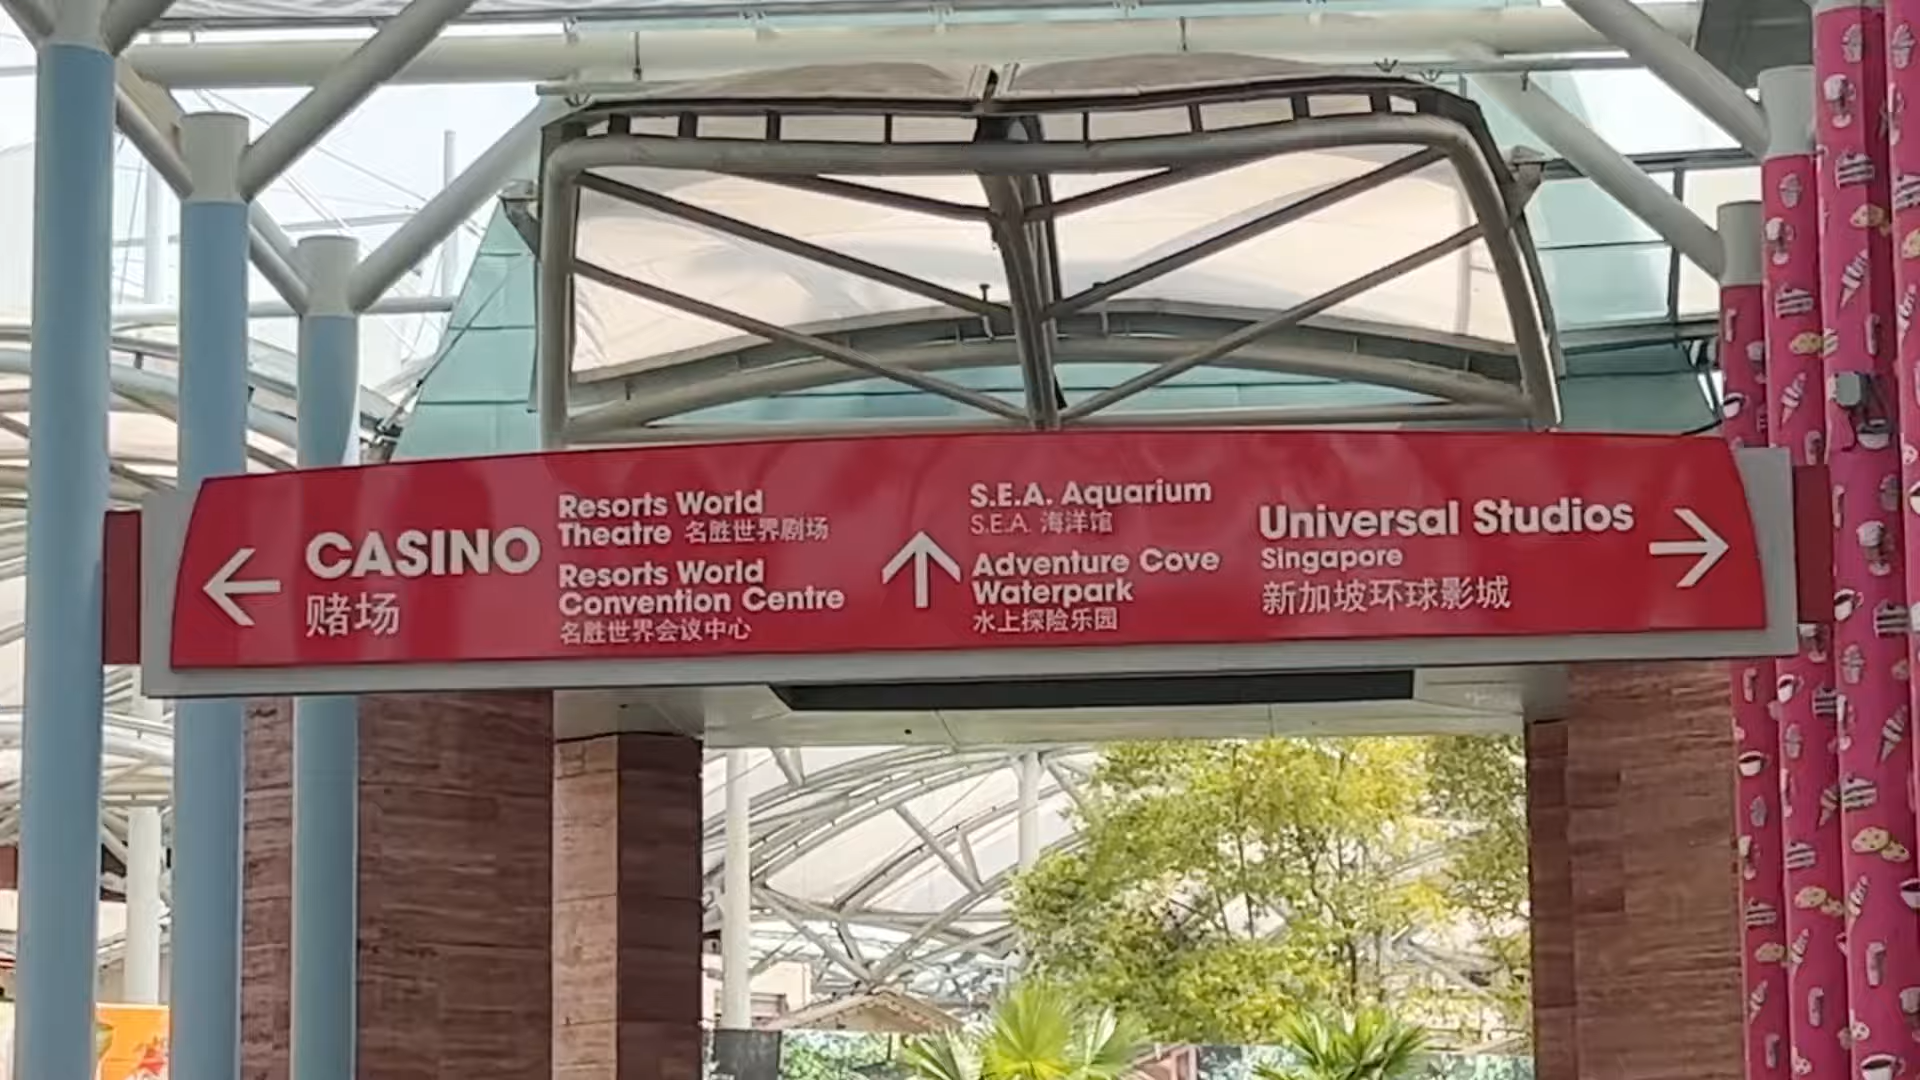 CASINO
赌场
Resorts World
Theatre 名胜世界剧场
Resorts World
Convention Centre
名胜世界会议中心
S.E.A. Aquarium
S.E.A. 海洋馆
Adventure Cove
Waterpark
水上探险乐园
Universal Studios
Singapore
新加坡环球影城